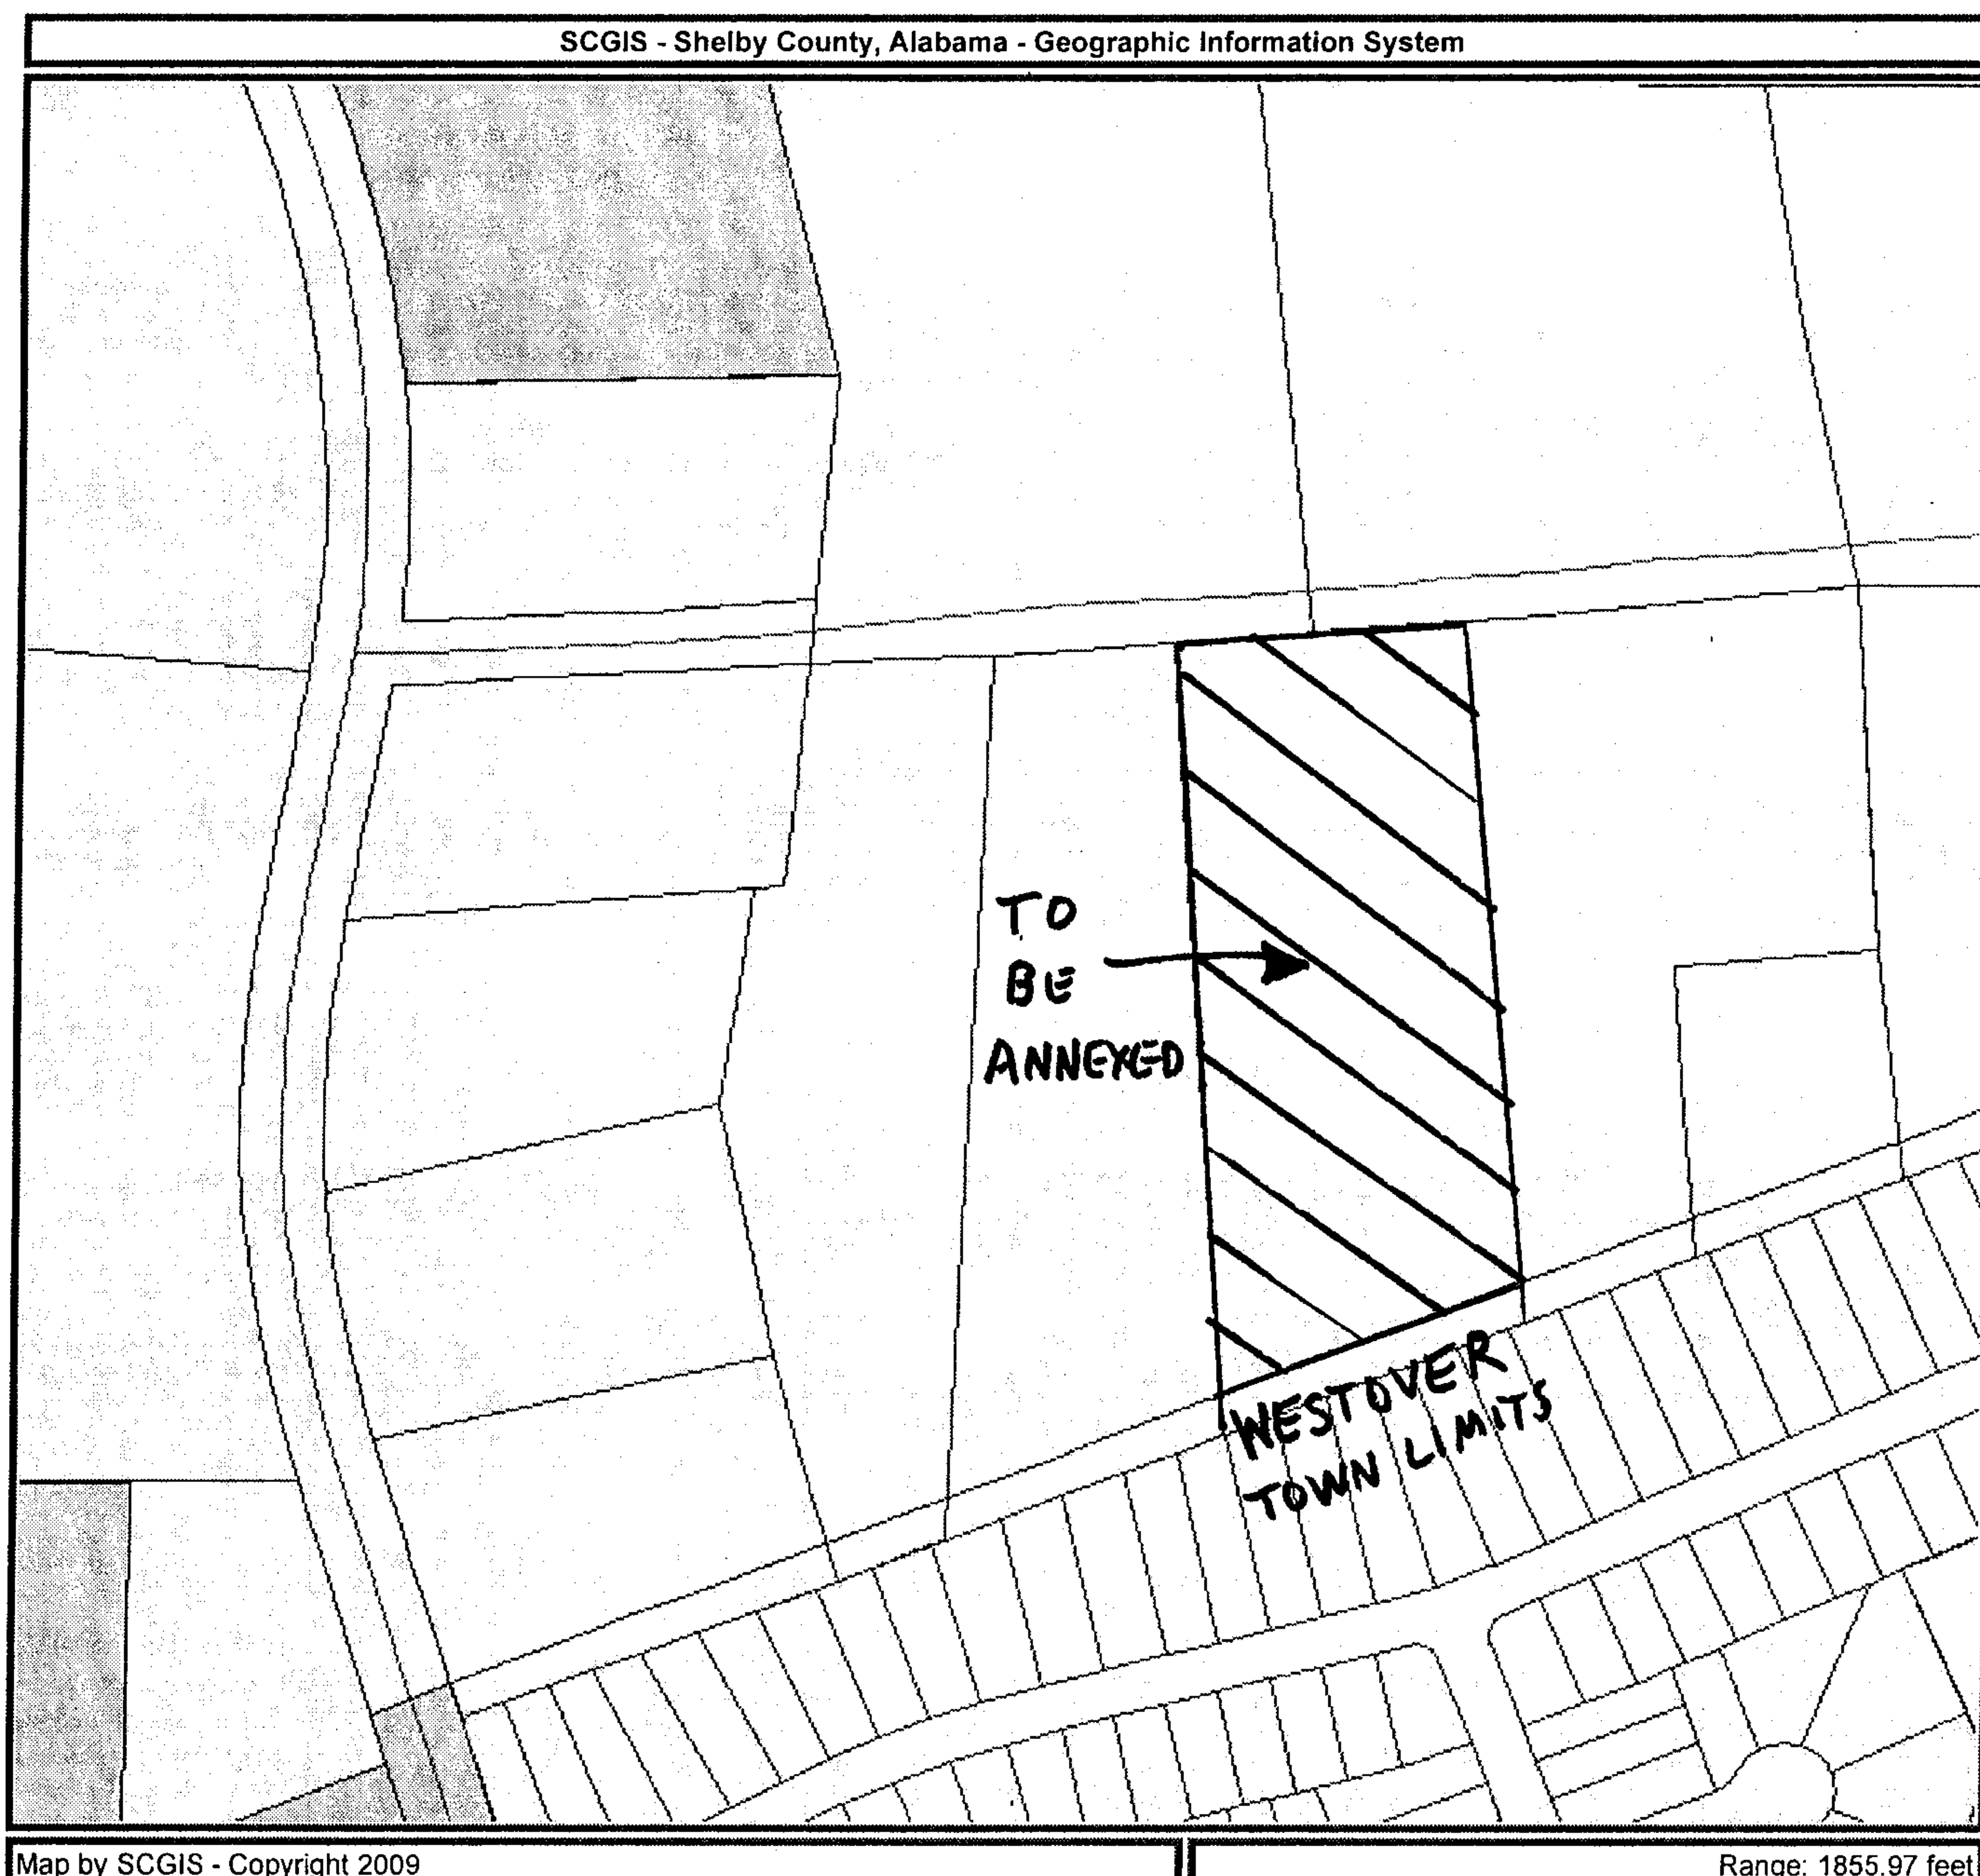 SCGIS - Shelby County, Alabama - Geographic Information System
TO
BE
ANNEXED
WESTOVER
TOWN LIMITS
Map by SCGIS - Copyright 2009
Range: 1855.97 feet